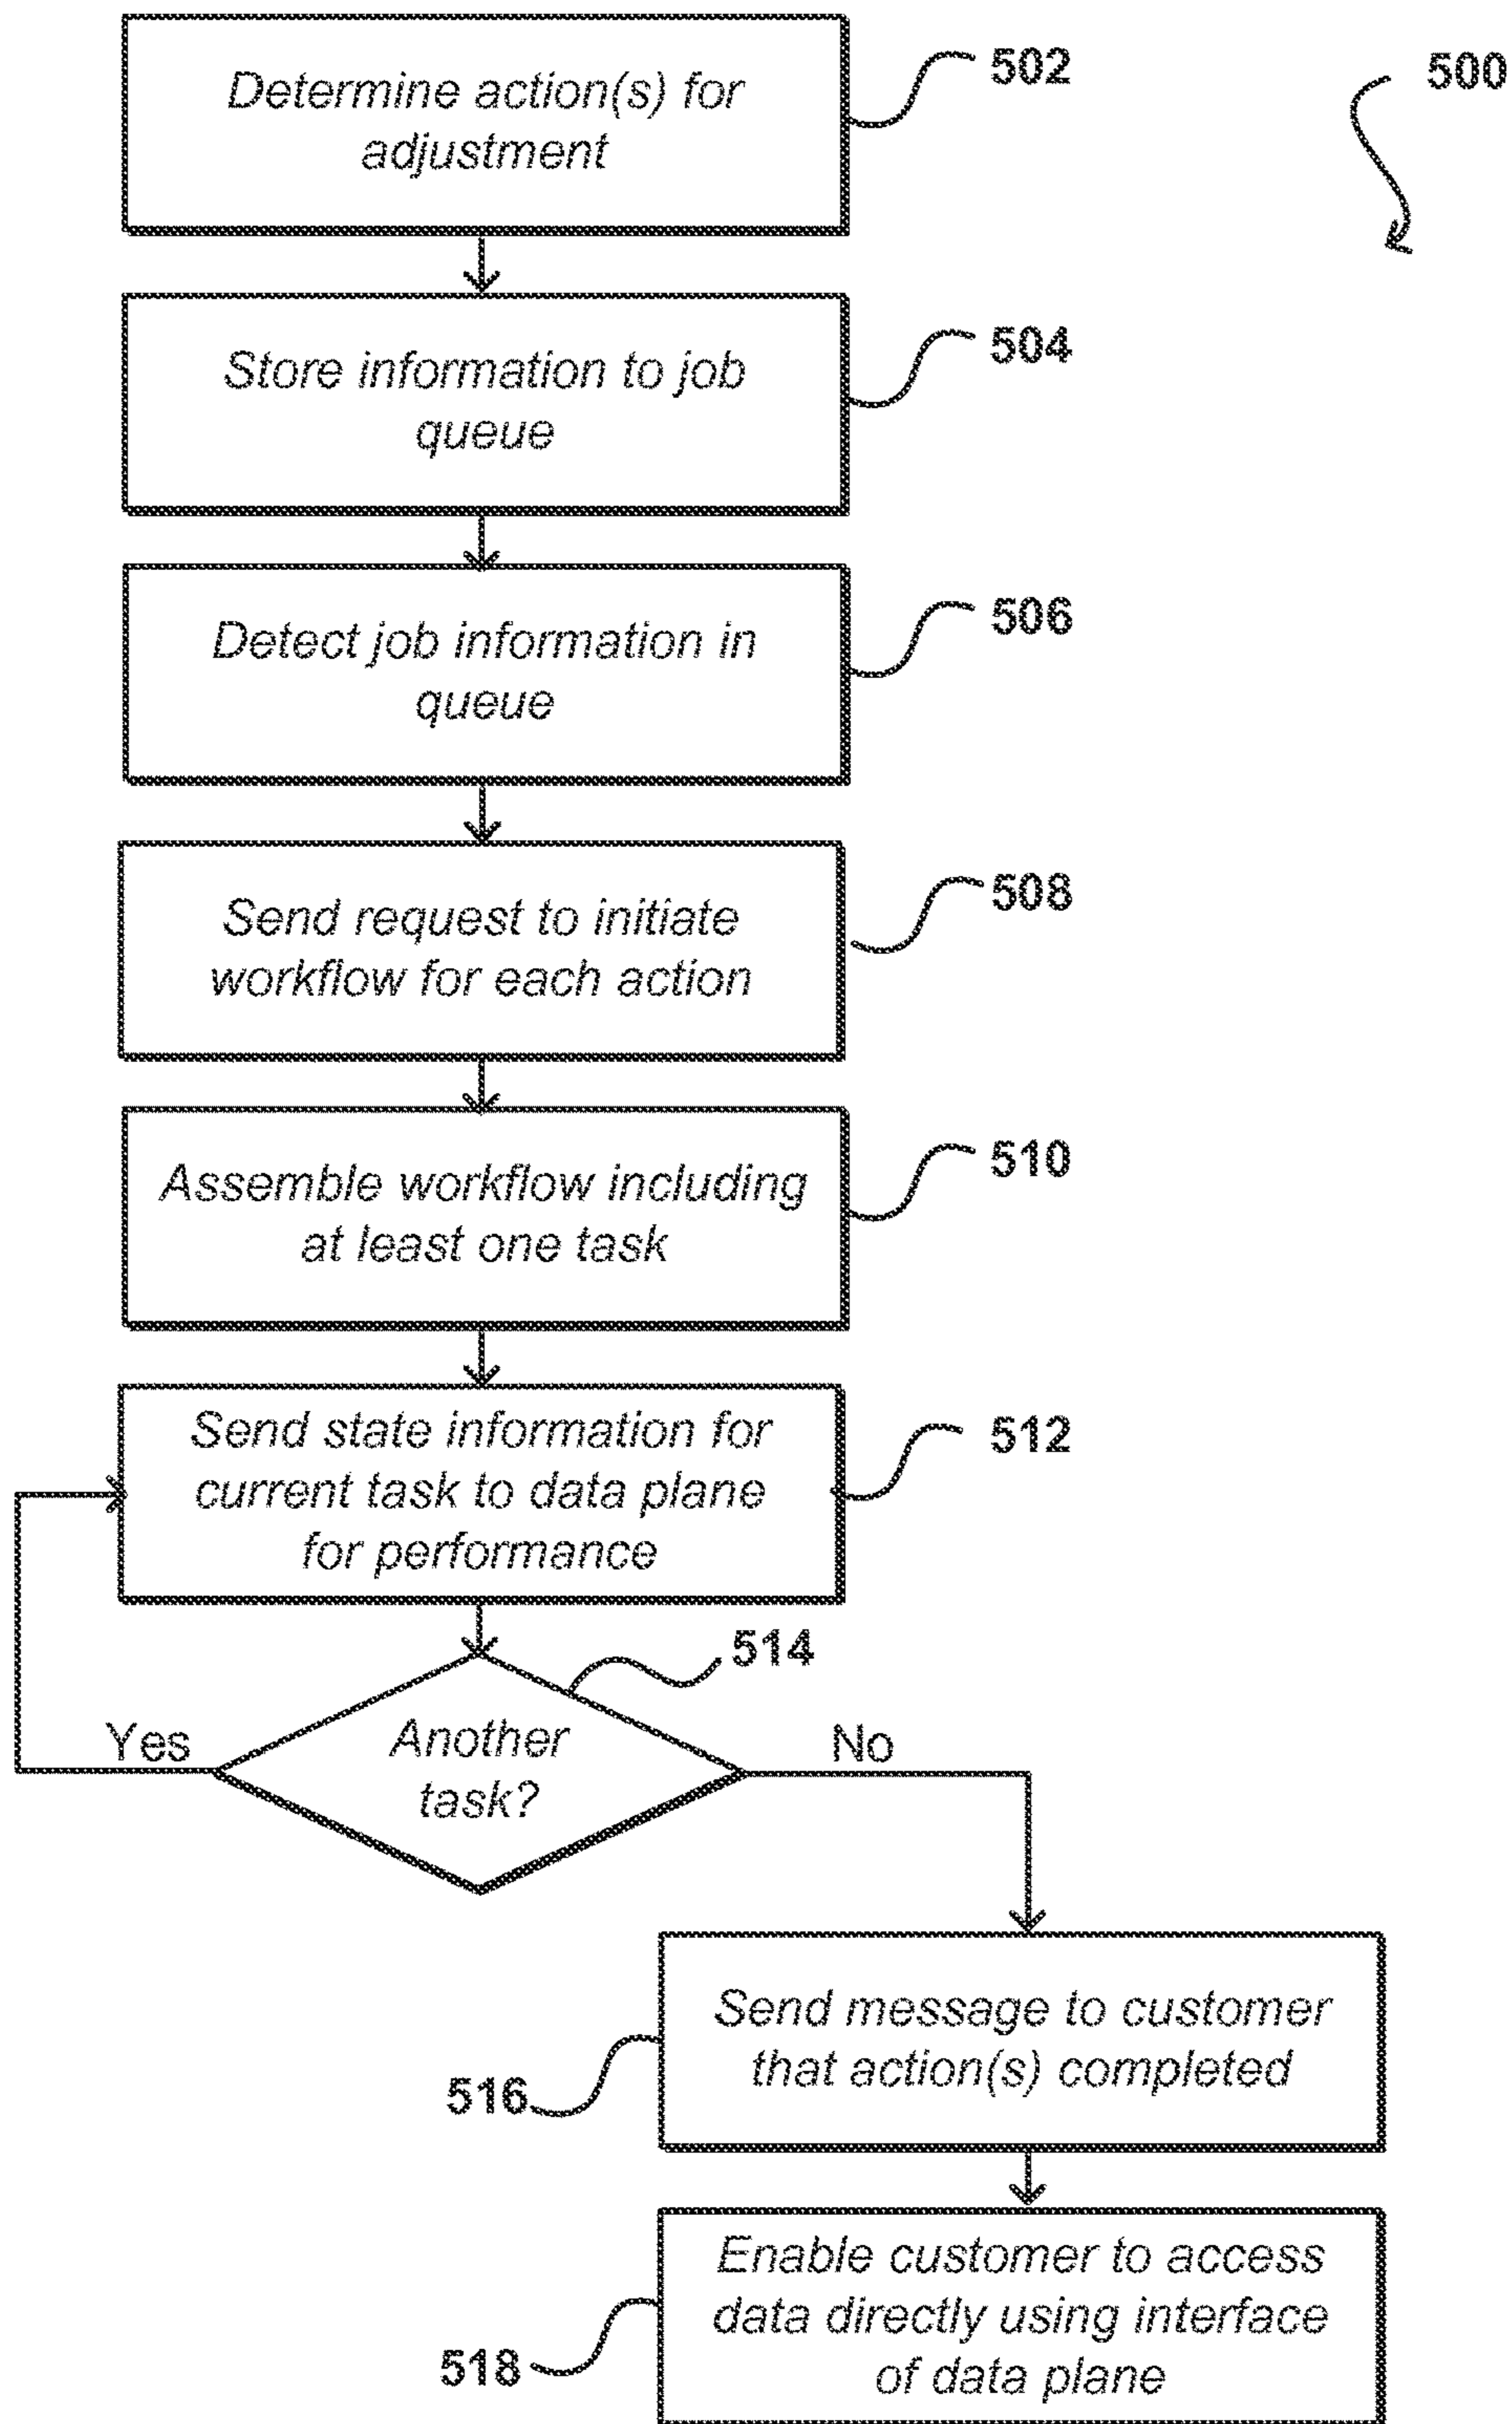 Determine action(s) for
adjustment
502
500
Store information to job
queue
504
Detect job information in
queue
506
Send request to initiate
workflow for each action
508
Assemble workflow including
at least one task
510
Send state information for
current task to data plane
for performance
512
514
Yes
Another
task?
No
Send message to customer
that action(s) completed
516
Enable customer to access
data directly using interface
of data plane
518